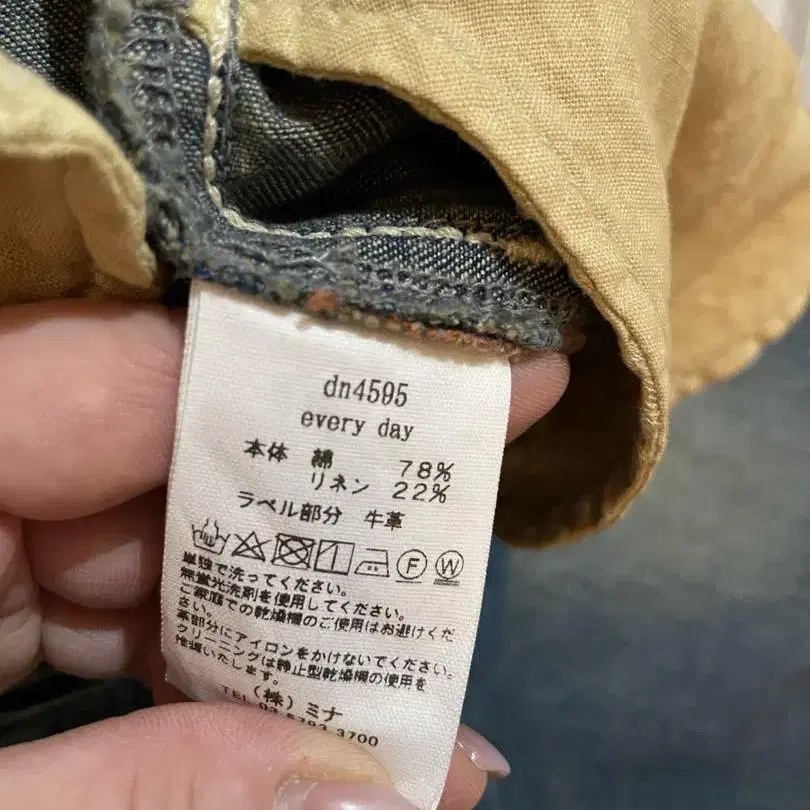 dn4595
every day
本体 綿 78%
リネン 22%
ラベル部分 牛革
F W
単独で洗ってください。
無蛍光洗剤を使用してください。
ご家庭での乾燥機のご使用はお避けくだ
さい。
革部分にアイロンをかけないでください。
クリーニングは静止型乾燥機の使用を
推奨いたします。
(株)ミナ
TEL 03-5793-3700